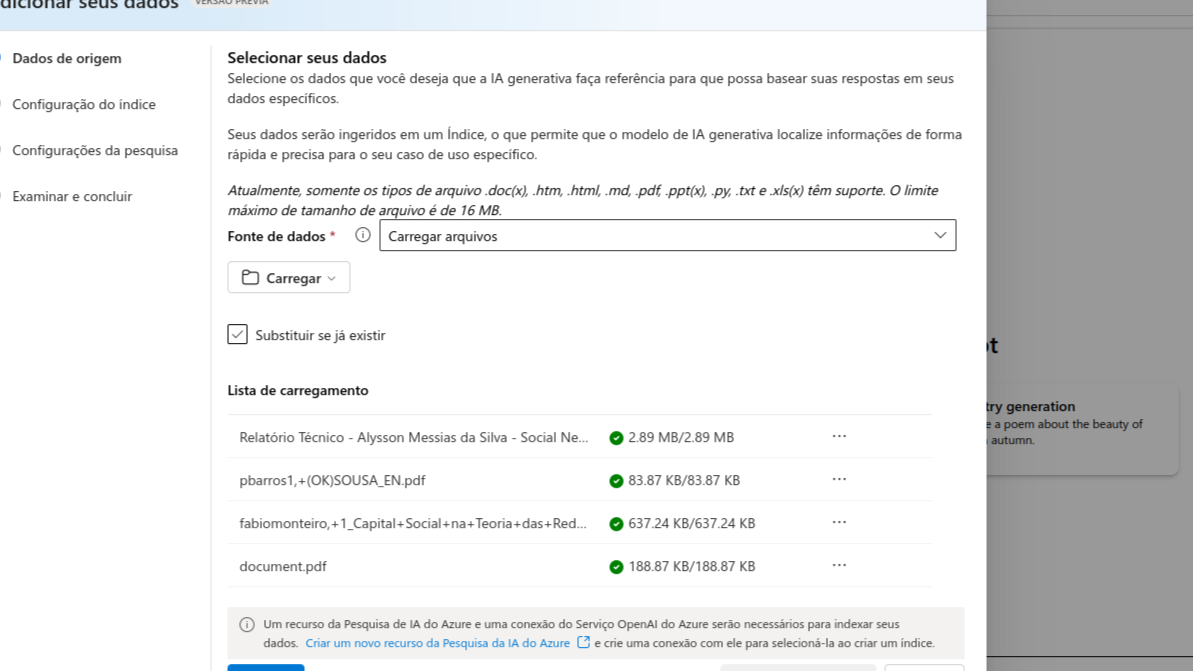 dicionar seus dados VERSÃO PRÉVIA
Dados de origem
Configuração do índice
Configurações da pesquisa
Examinar e concluir
Selecionar seus dados
Selecione os dados que você deseja que a IA generativa faça referência para que possa basear suas respostas em seus
dados específicos.
Seus dados serão ingeridos em um Índice, o que permite que o modelo de IA generativa localize informações de forma
rápida e precisa para o seu caso de uso específico.
Atualmente, somente os tipos de arquivo .doc(x), .htm, .html, .md, .pdf, .ppt(x), .py, .txt e .xls(x) têm suporte. O limite
máximo de tamanho de arquivo é de 16 MB.
Fonte de dados *
Carregar arquivos
Carregar
Substituir se já existir
Lista de carregamento
Relatório Técnico - Alysson Messias da Silva - Social Ne... 2.89 MB/2.89 MB ...
pbarros1,+(OK)SOUSA_EN.pdf 83.87 KB/83.87 KB ...
fabiomonteiro,+1_Capital+Social+na+Teoria+das+Red... 637.24 KB/637.24 KB ...
document.pdf 188.87 KB/188.87 KB ...
Um recurso da Pesquisa de IA do Azure e uma conexão do Serviço OpenAI do Azure serão necessários para indexar seus
dados. Criar um novo recurso da Pesquisa da IA do Azure e crie uma conexão com ele para selecioná-la ao criar um índice.
ot
try generation
e a poem about the beauty of
autumn.